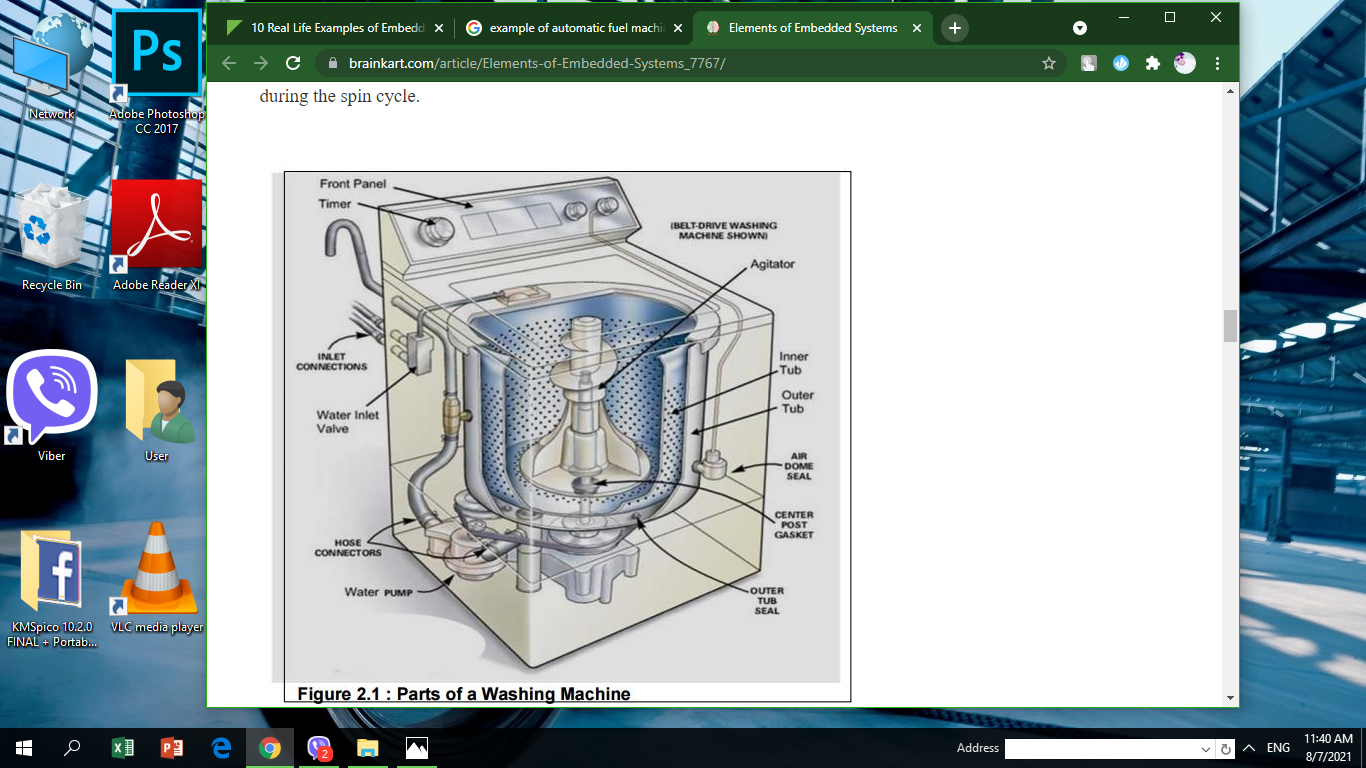 10 Real Life Examples of Embedd
example of automatic fuel machi
Elements of Embedded Systems
brainkart.com/article/Elements-of-Embedded-Systems_7767/
during the spin cycle.
Front Panel
Timer
(BELT-DRIVE WASHING
MACHINE SHOWN)
Agitator
INLET
CONNECTIONS
Inner
Tub
Water Inlet
Valve
Outer
Tub
AIR
DOME
SEAL
CENTER
POST
GASKET
HOSE
CONNECTORS
Water PUMP
OUTER
TUB
SEAL
Figure 2.1 : Parts of a Washing Machine
Network
Ps
Adobe Photoshop
CC 2017
Recycle Bin
Adobe Reader XI
Viber
User
KMSpico 10.2.0
FINAL + Portab...
f
VLC media player
2
Address
ENG
11:40 AM
8/7/2021